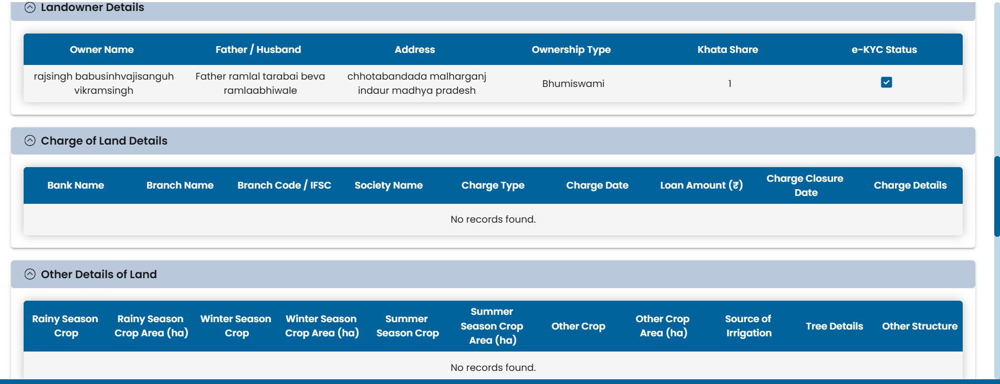 Landowner Details
Owner Name Father / Husband Address Ownership Type Khata Share e-KYC Status
rajsingh babusinhvajisanguh vikramsingh Father ramlal tarabai beva ramlaabhiwale chhotabandada malharganj indaur madhya pradesh Bhumiswami 1
Charge of Land Details
Bank Name Branch Name Branch Code / IFSC Society Name Charge Type Charge Date Loan Amount (₹) Charge Closure Date Charge Details
No records found.
Other Details of Land
Rainy Season Crop Rainy Season Crop Area (ha) Winter Season Crop Winter Season Crop Area (ha) Summer Season Crop Summer Season Crop Area (ha) Other Crop Other Crop Area (ha) Source of Irrigation Tree Details Other Structure
No records found.